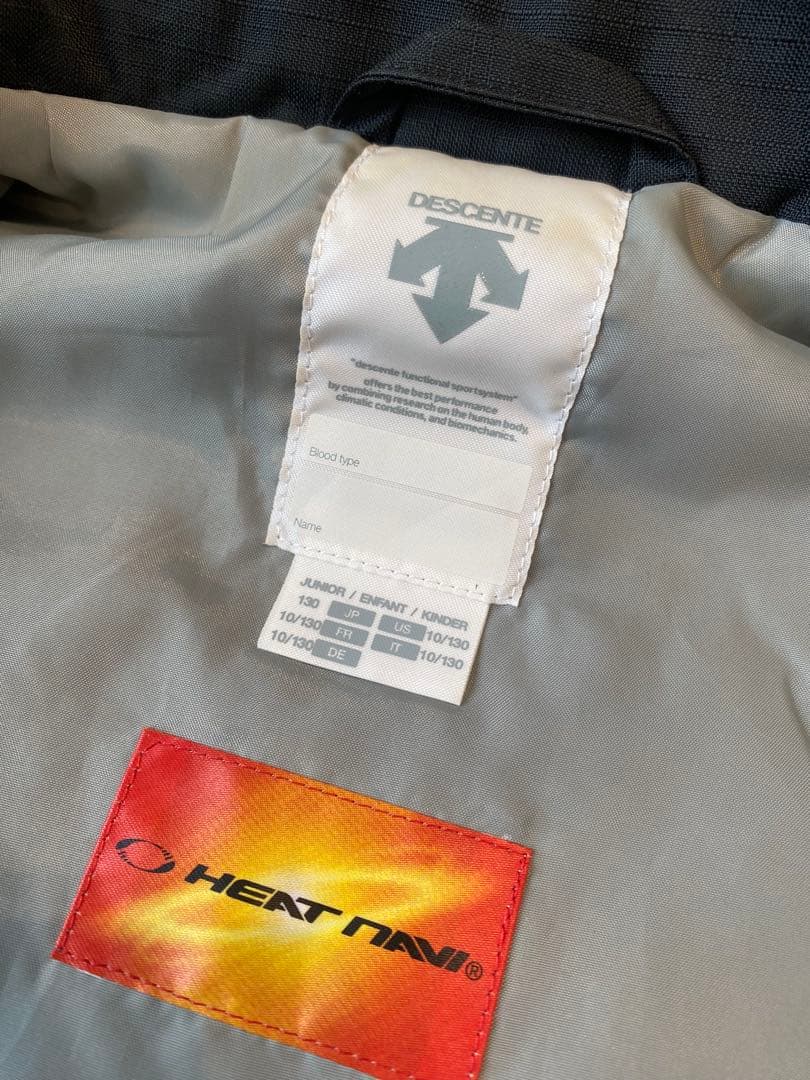 DESCENTE
"descente functional sportsystem"
offers the best performance
by combining research on the human body,
climatic conditions, and biomechanics.
Blood type
Name
JUNIOR / ENFANT / KINDER
130 JP US 10/130
10/130 FR IT 10/130
10/130 DE
HEAT NAVI®